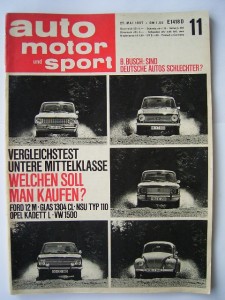 auto
motor
und sport
11
B. BUSCH: SIND
DEUTSCHE AUTOS SCHLECHTER?
VERGLEICHSTEST
UNTERE MITTELKLASSE
WELCHEN SOLL
MAN KAUFEN?
FORD 12 M · GLAS 1304 CL · NSU TYP 110
OPEL KADETT L · VW 1500